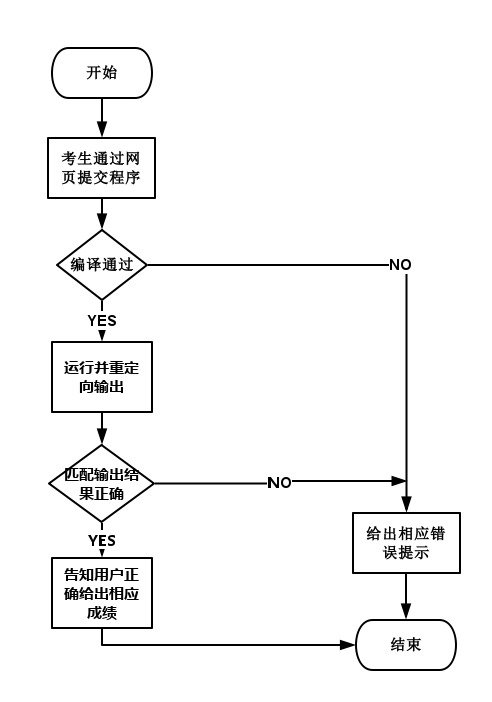 开始
考生通过网
页提交程序
编译通过
NO
YES
运行并重定
向输出
匹配输出结
果正确
NO
YES
给出相应错
误提示
告知用户正
确给出相应
成绩
结束